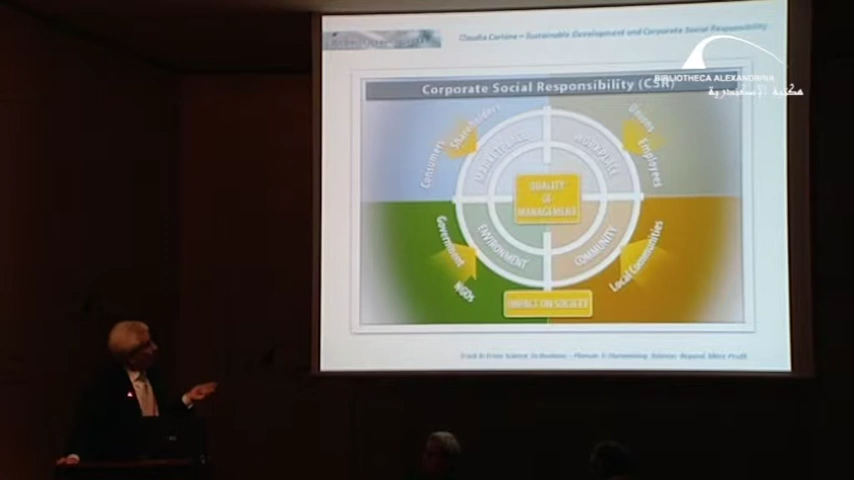 Claudio Carlone – Sustainable Development and Corporate Social Responsibility
BIBLIOTHECA ALEXANDRINA
مكتبة الإسكندرية
Corporate Social Responsibility (CSR)
Consumers
Shareholders
MARKETPLACE
WORKPLACE
Unions
Employees
QUALITY
OF
MANAGEMENT
Government
NGOs
ENVIRONMENT
COMMUNITY
Local Communities
IMPACT ON SOCIETY